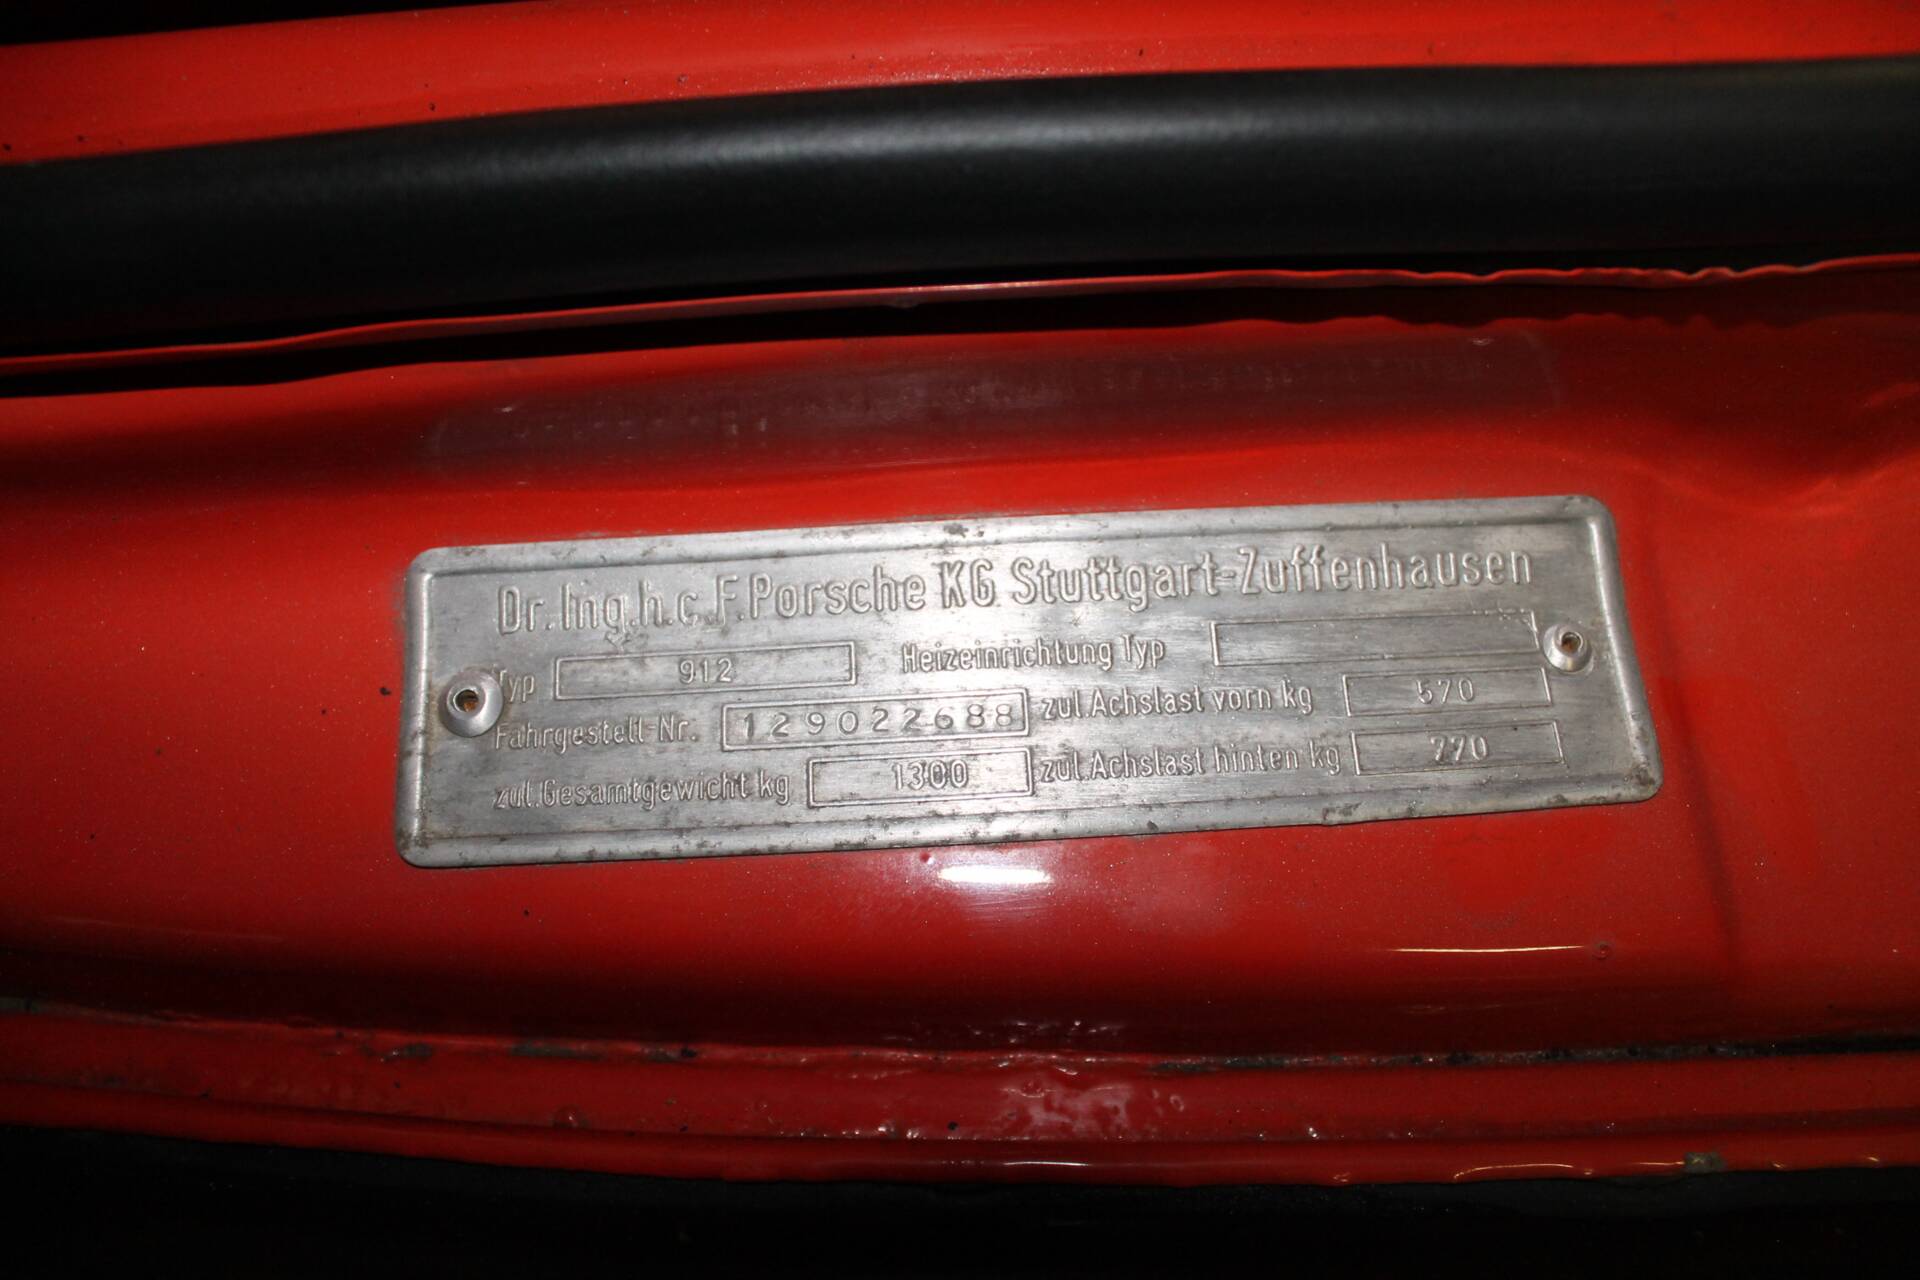 Dr. Ing.h.c.F.Porsche KG Stuttgart-Zuffenhausen
Typ 912 Heizeinrichtung Typ
Fahrgestell-Nr. 129022688 zul.Achslast vorn kg 570
zul.Gesamtgewicht kg 1300 zul.Achslast hinten kg 770